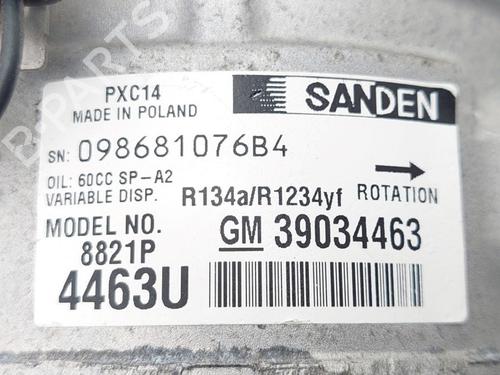 PXC14
MADE IN POLAND
SANDEN
SN: 098681076B4
OIL: 60CC SP-A2
VARIABLE DISP. R134a/R1234yf ROTATION
MODEL NO.
8821P
GM 39034463
4463U
B-PARTS